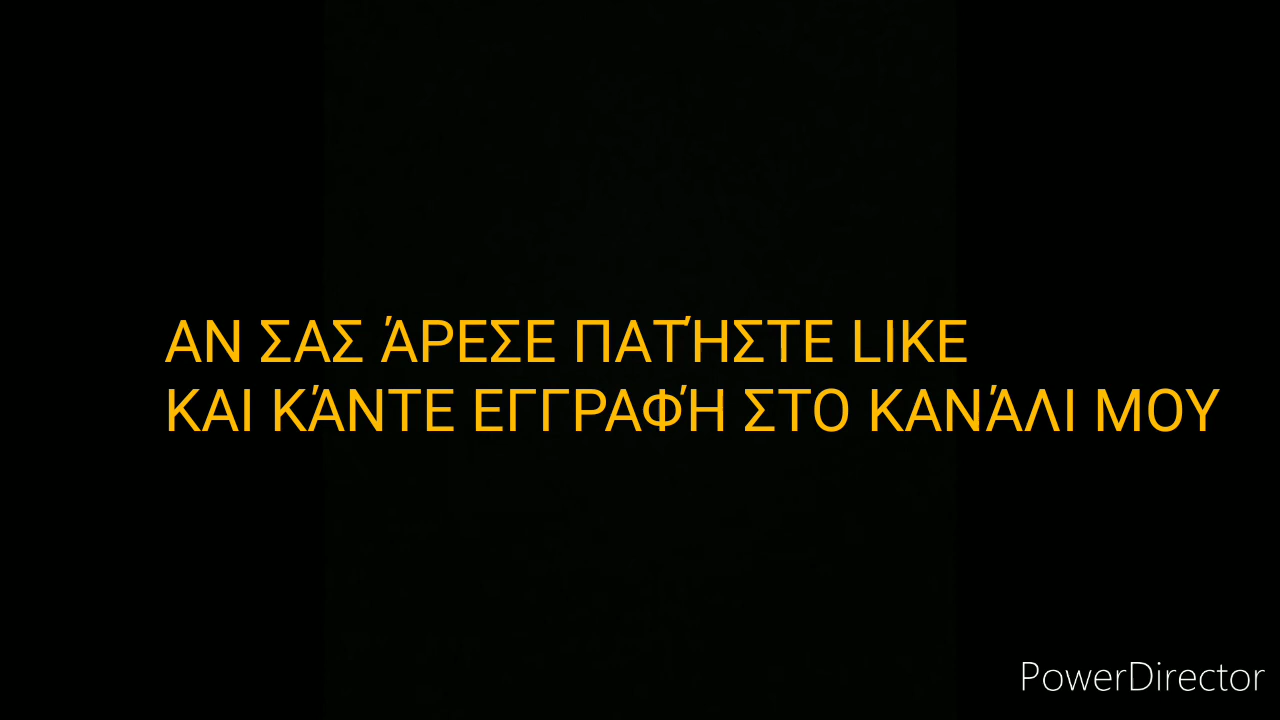 ΑΝ ΣΑΣ ΆΡΕΣΕ ΠΑΤΉΣΤΕ LIKE
ΚΑΙ ΚΆΝΤΕ ΕΓΓΡΑΦΉ ΣΤΟ ΚΑΝΆΛΙ ΜΟΥ
PowerDirector